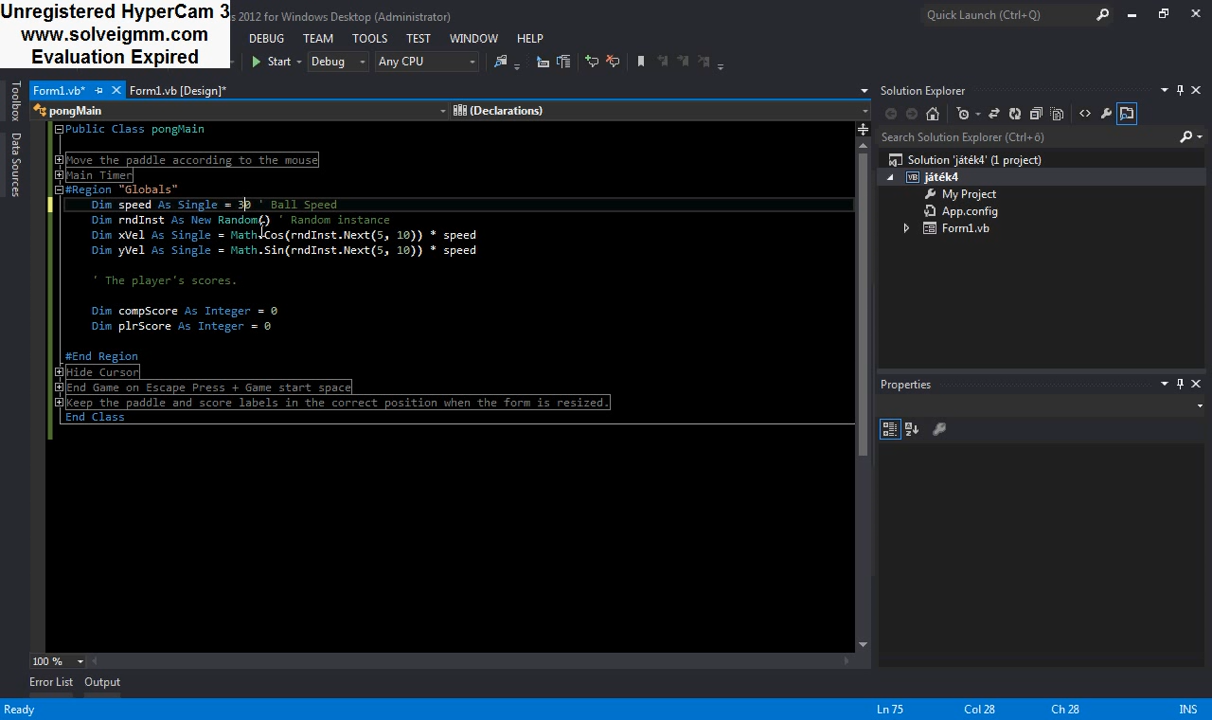 Unregistered HyperCam 3
www.solveigmm.com
Evaluation Expired
2012 for Windows Desktop (Administrator)
Quick Launch (Ctrl+Q)
DEBUG TEAM TOOLS TEST WINDOW HELP
Start Debug Any CPU
Form1.vb* Form1.vb [Design]*
pongMain (Declarations)
Toolbox
Data Sources
Public Class pongMain
Move the paddle according to the mouse
Main Timer
#Region "Globals"
Dim speed As Single = 30 ' Ball Speed
Dim rndInst As New Random() ' Random instance
Dim xVel As Single = Math.Cos(rndInst.Next(5, 10)) * speed
Dim yVel As Single = Math.Sin(rndInst.Next(5, 10)) * speed
' The player's scores.
Dim compScore As Integer = 0
Dim plrScore As Integer = 0
#End Region
Hide Cursor
End Game on Escape Press + Game start space
Keep the paddle and score labels in the correct position when the form is resized.
End Class
100 %
Error List Output
Solution Explorer
Search Solution Explorer (Ctrl+ő)
Solution 'játék4' (1 project)
VB játék4
My Project
App.config
Form1.vb
Properties
Ready Ln 75 Col 28 Ch 28 INS